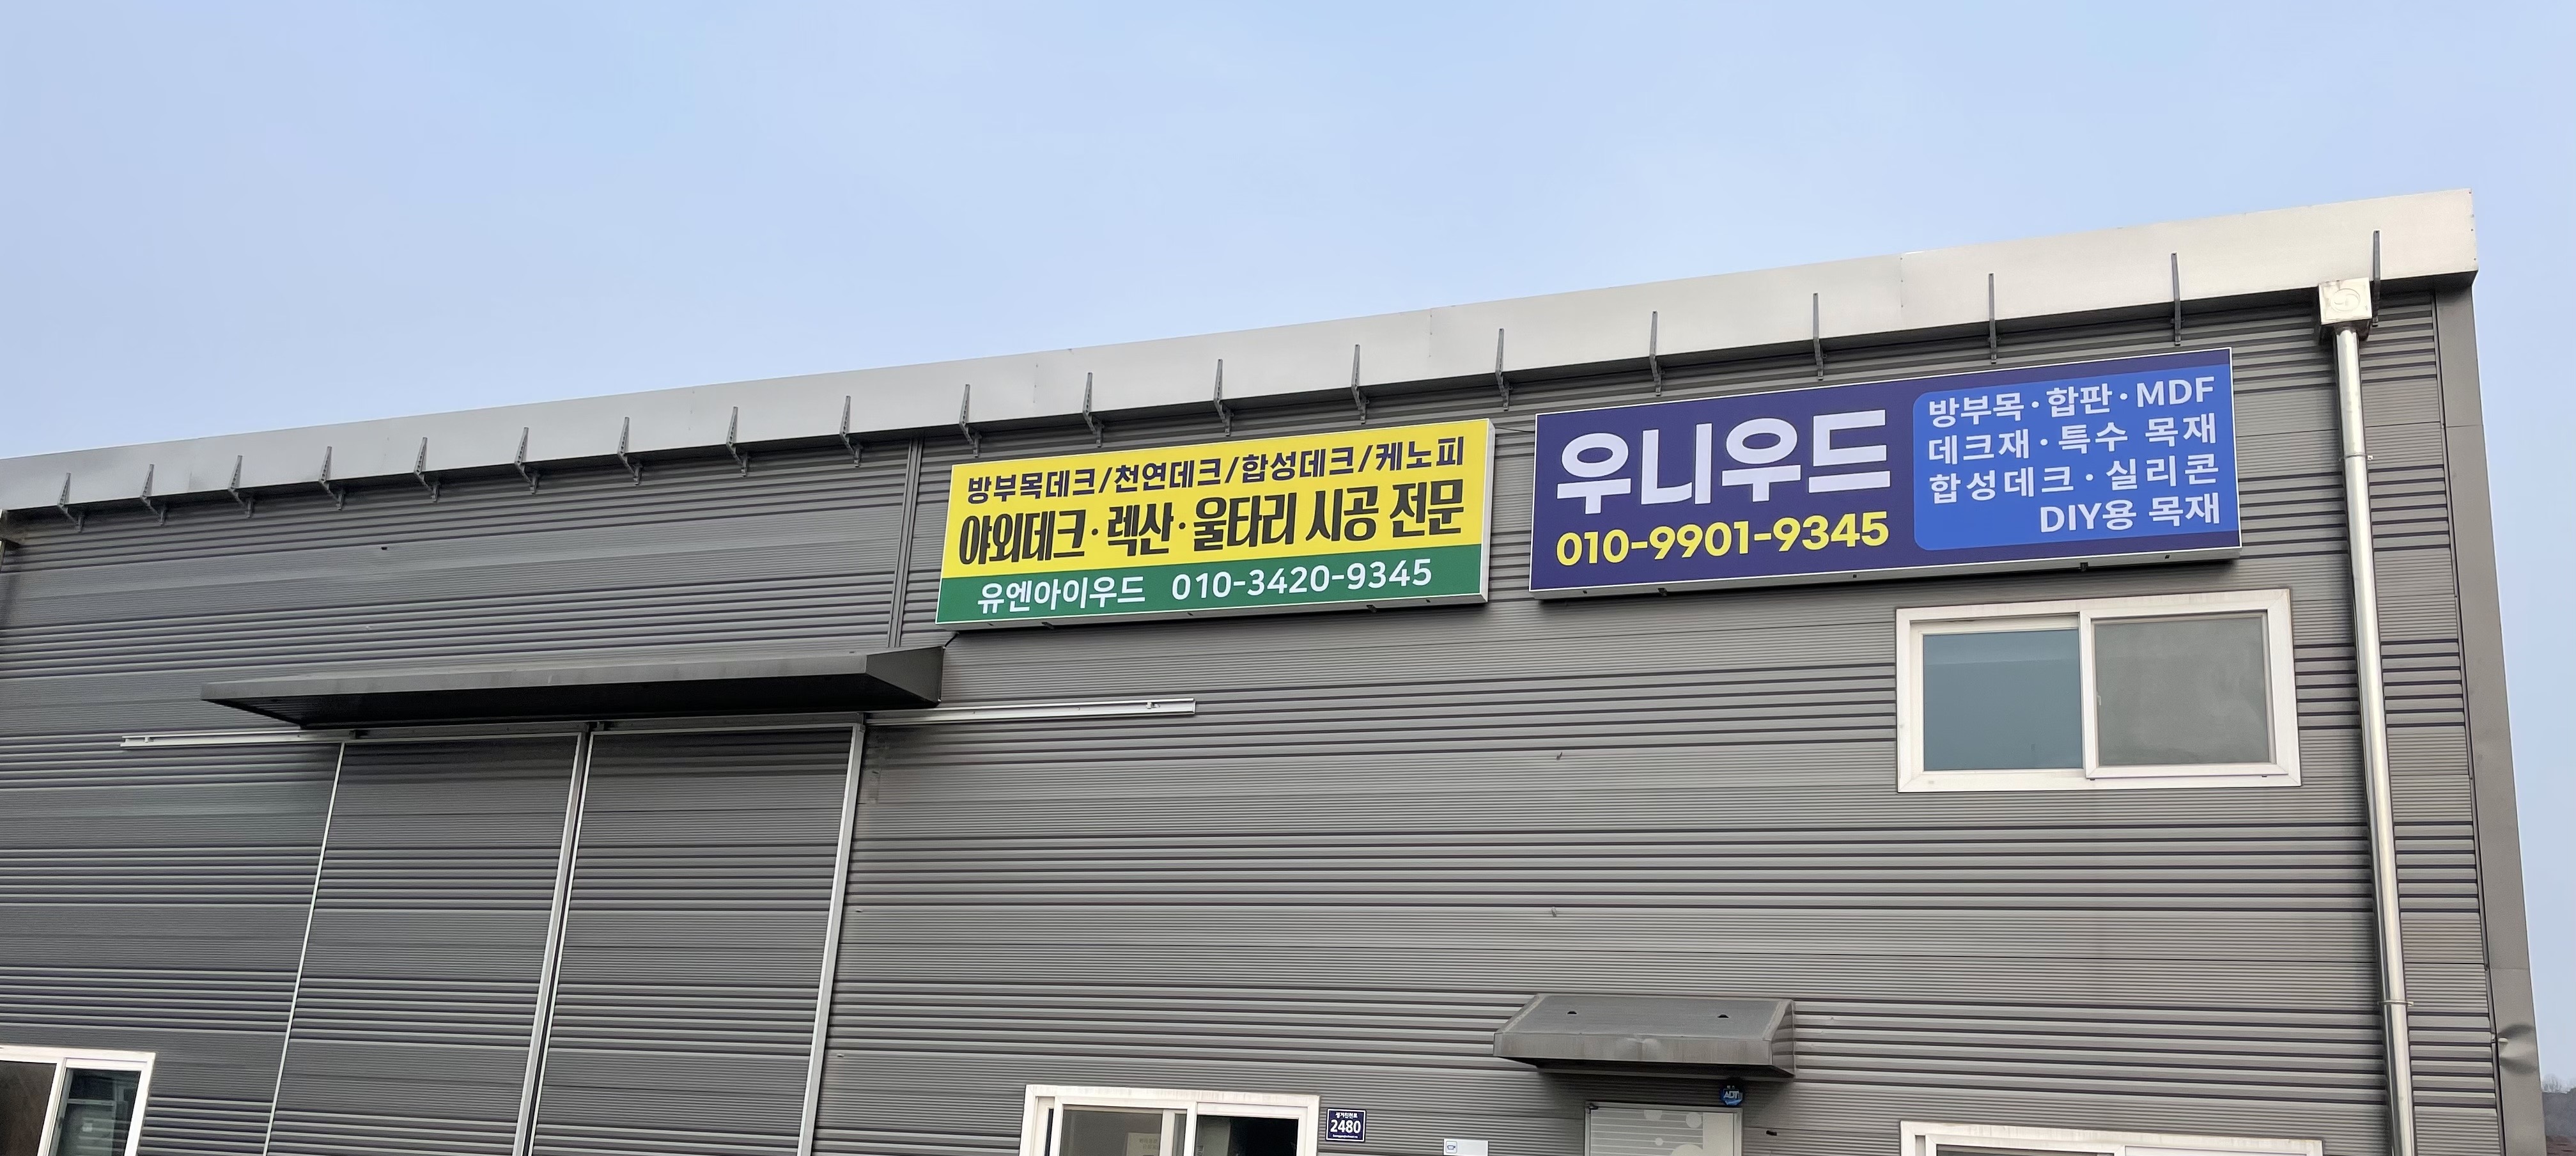 방부목데크/천연데크/합성데크/케노피
야외데크·렉산·울타리 시공 전문
유엔아이우드 010-3420-9345
우니우드
010-9901-9345
방부목·합판·MDF
데크재·특수 목재
합성데크·실리콘
DIY용 목재
ADT
2480